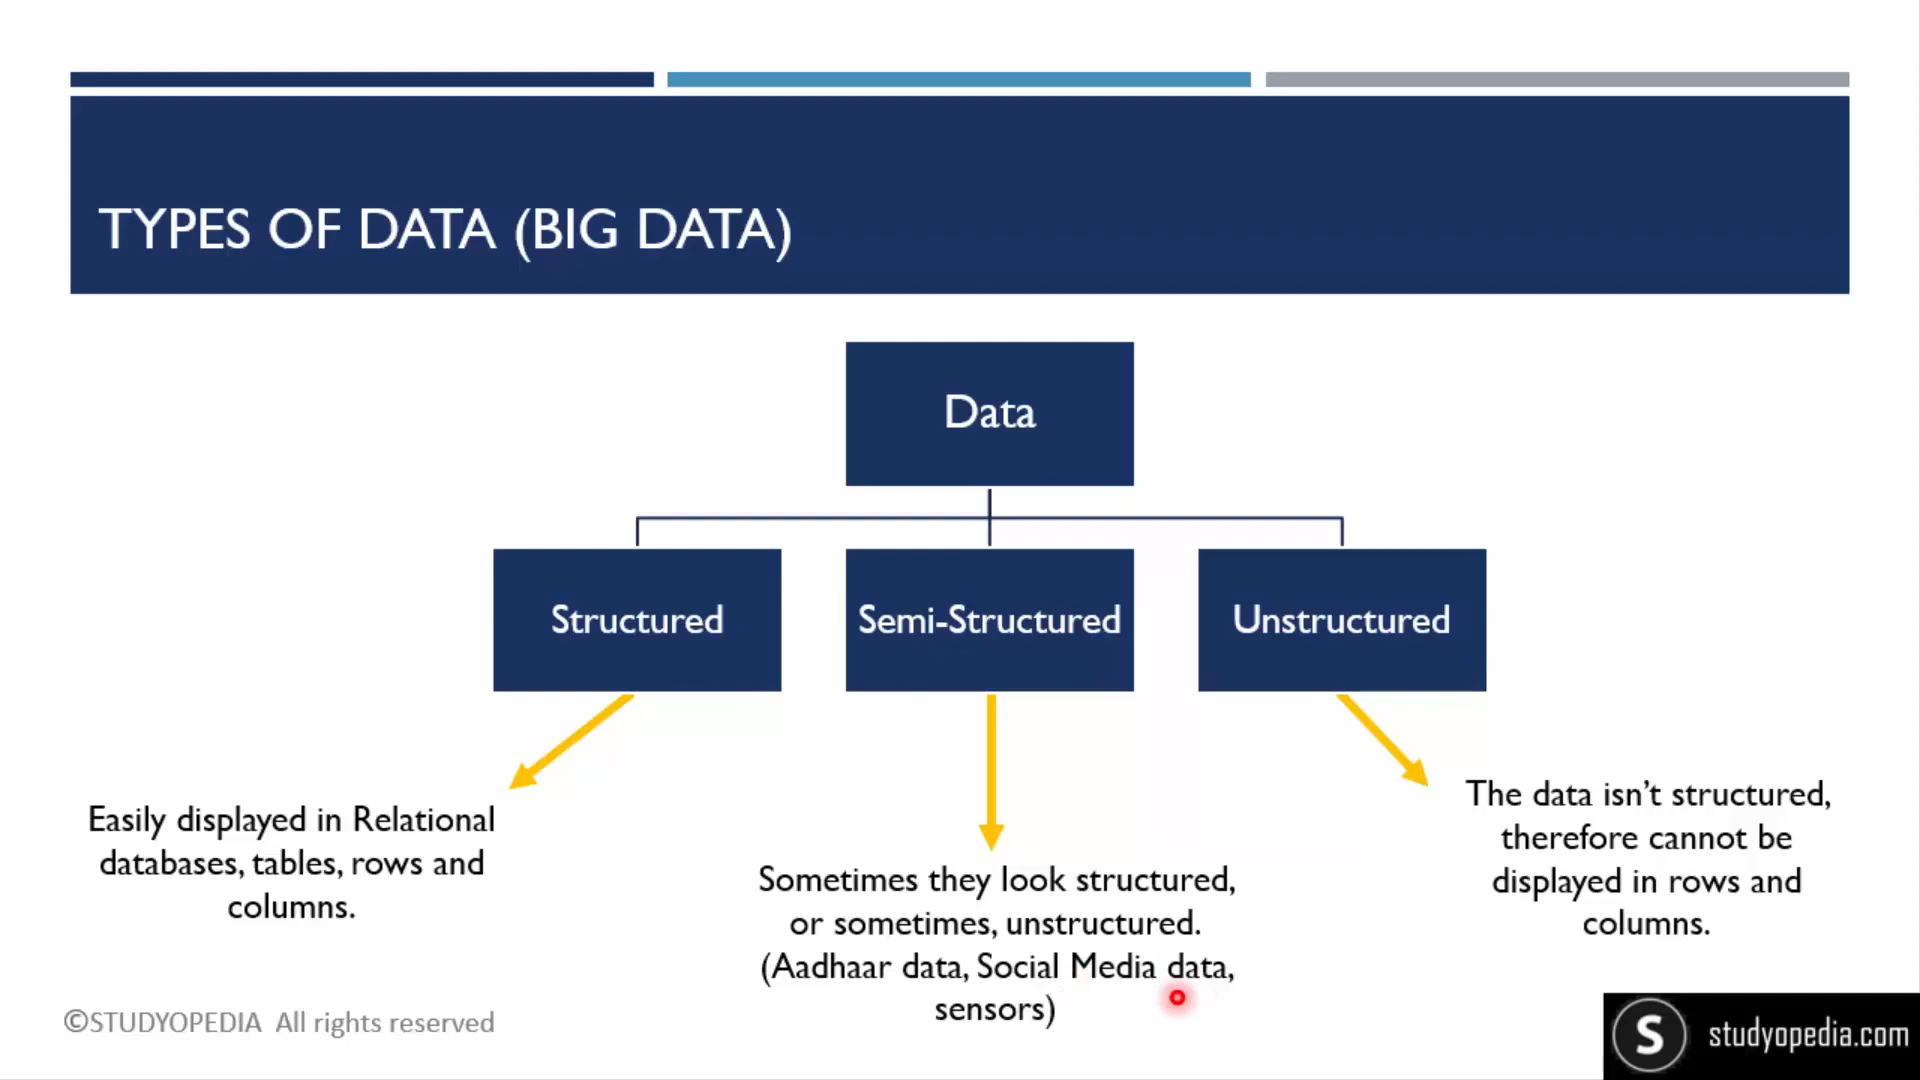 TYPES OF DATA (BIG DATA)
Data
Structured
Semi-Structured
Unstructured
Easily displayed in Relational
databases, tables, rows and
columns.
Sometimes they look structured,
or sometimes, unstructured.
(Aadhaar data, Social Media data,
sensors)
The data isn't structured,
therefore cannot be
displayed in rows and
columns.
©STUDYOPEDIA All rights reserved
S
studyopedia.com